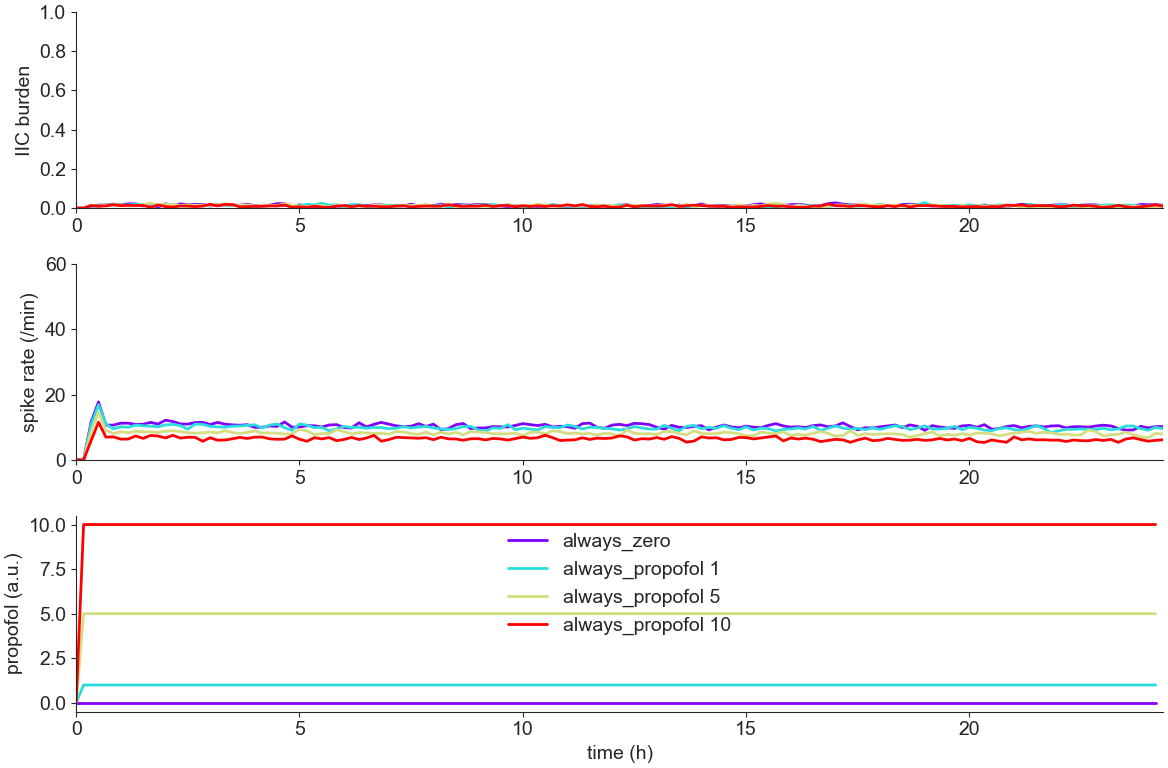 IIC burden
1.0
0.8
0.6
0.4
0.2
0.0
0 5 10 15 20
spike rate (/min)
60
40
20
0
0 5 10 15 20
propofol (a.u.)
10.0
7.5
5.0
2.5
0.0
always_zero
always_propofol 1
always_propofol 5
always_propofol 10
0 5 10 15 20
time (h)